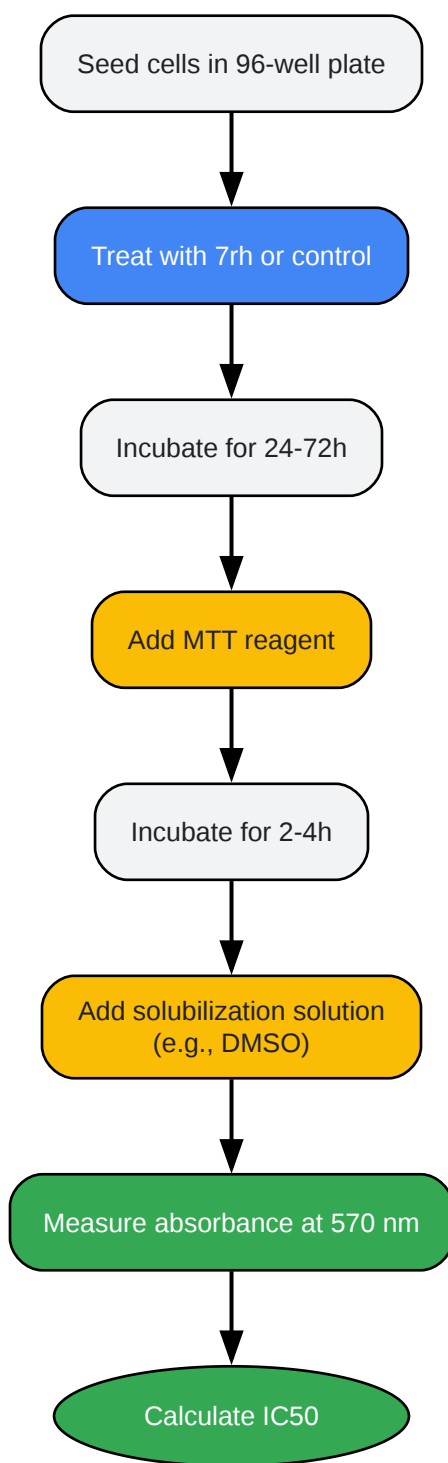 Seed cells in 96-well plate
Treat with 7rh or control
Incubate for 24-72h
Add MTT reagent
Incubate for 2-4h
Add solubilization solution
(e.g., DMSO)
Measure absorbance at 570 nm
Calculate IC50